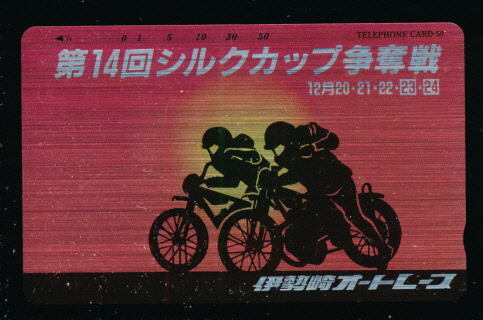 0 1 5 10 30 50 TELEPHONE CARD 50
第14回シルクカップ争奪戦
12月20・21・22・23・24
伊勢崎オートレース